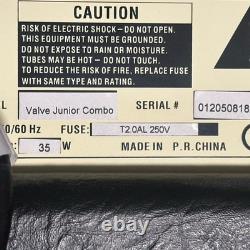 CAUTION
RISK OF ELECTRIC SHOCK – DO NOT OPEN.
THIS EQUIPMENT MUST BE GROUNDED.
DO NOT EXPOSE TO RAIN OR MOISTURE.
TUBES MAY BE HOT - DO NOT TOUCH.
TO REDUCE THE RISK OF FIRE, REPLACE FUSE
WITH SAME TYPE AND RATING.
EL Valve Junior Combo SERIAL # 012050818
0/60 Hz FUSE: T2.0AL 250V
35 W MADE IN P.R.CHINA